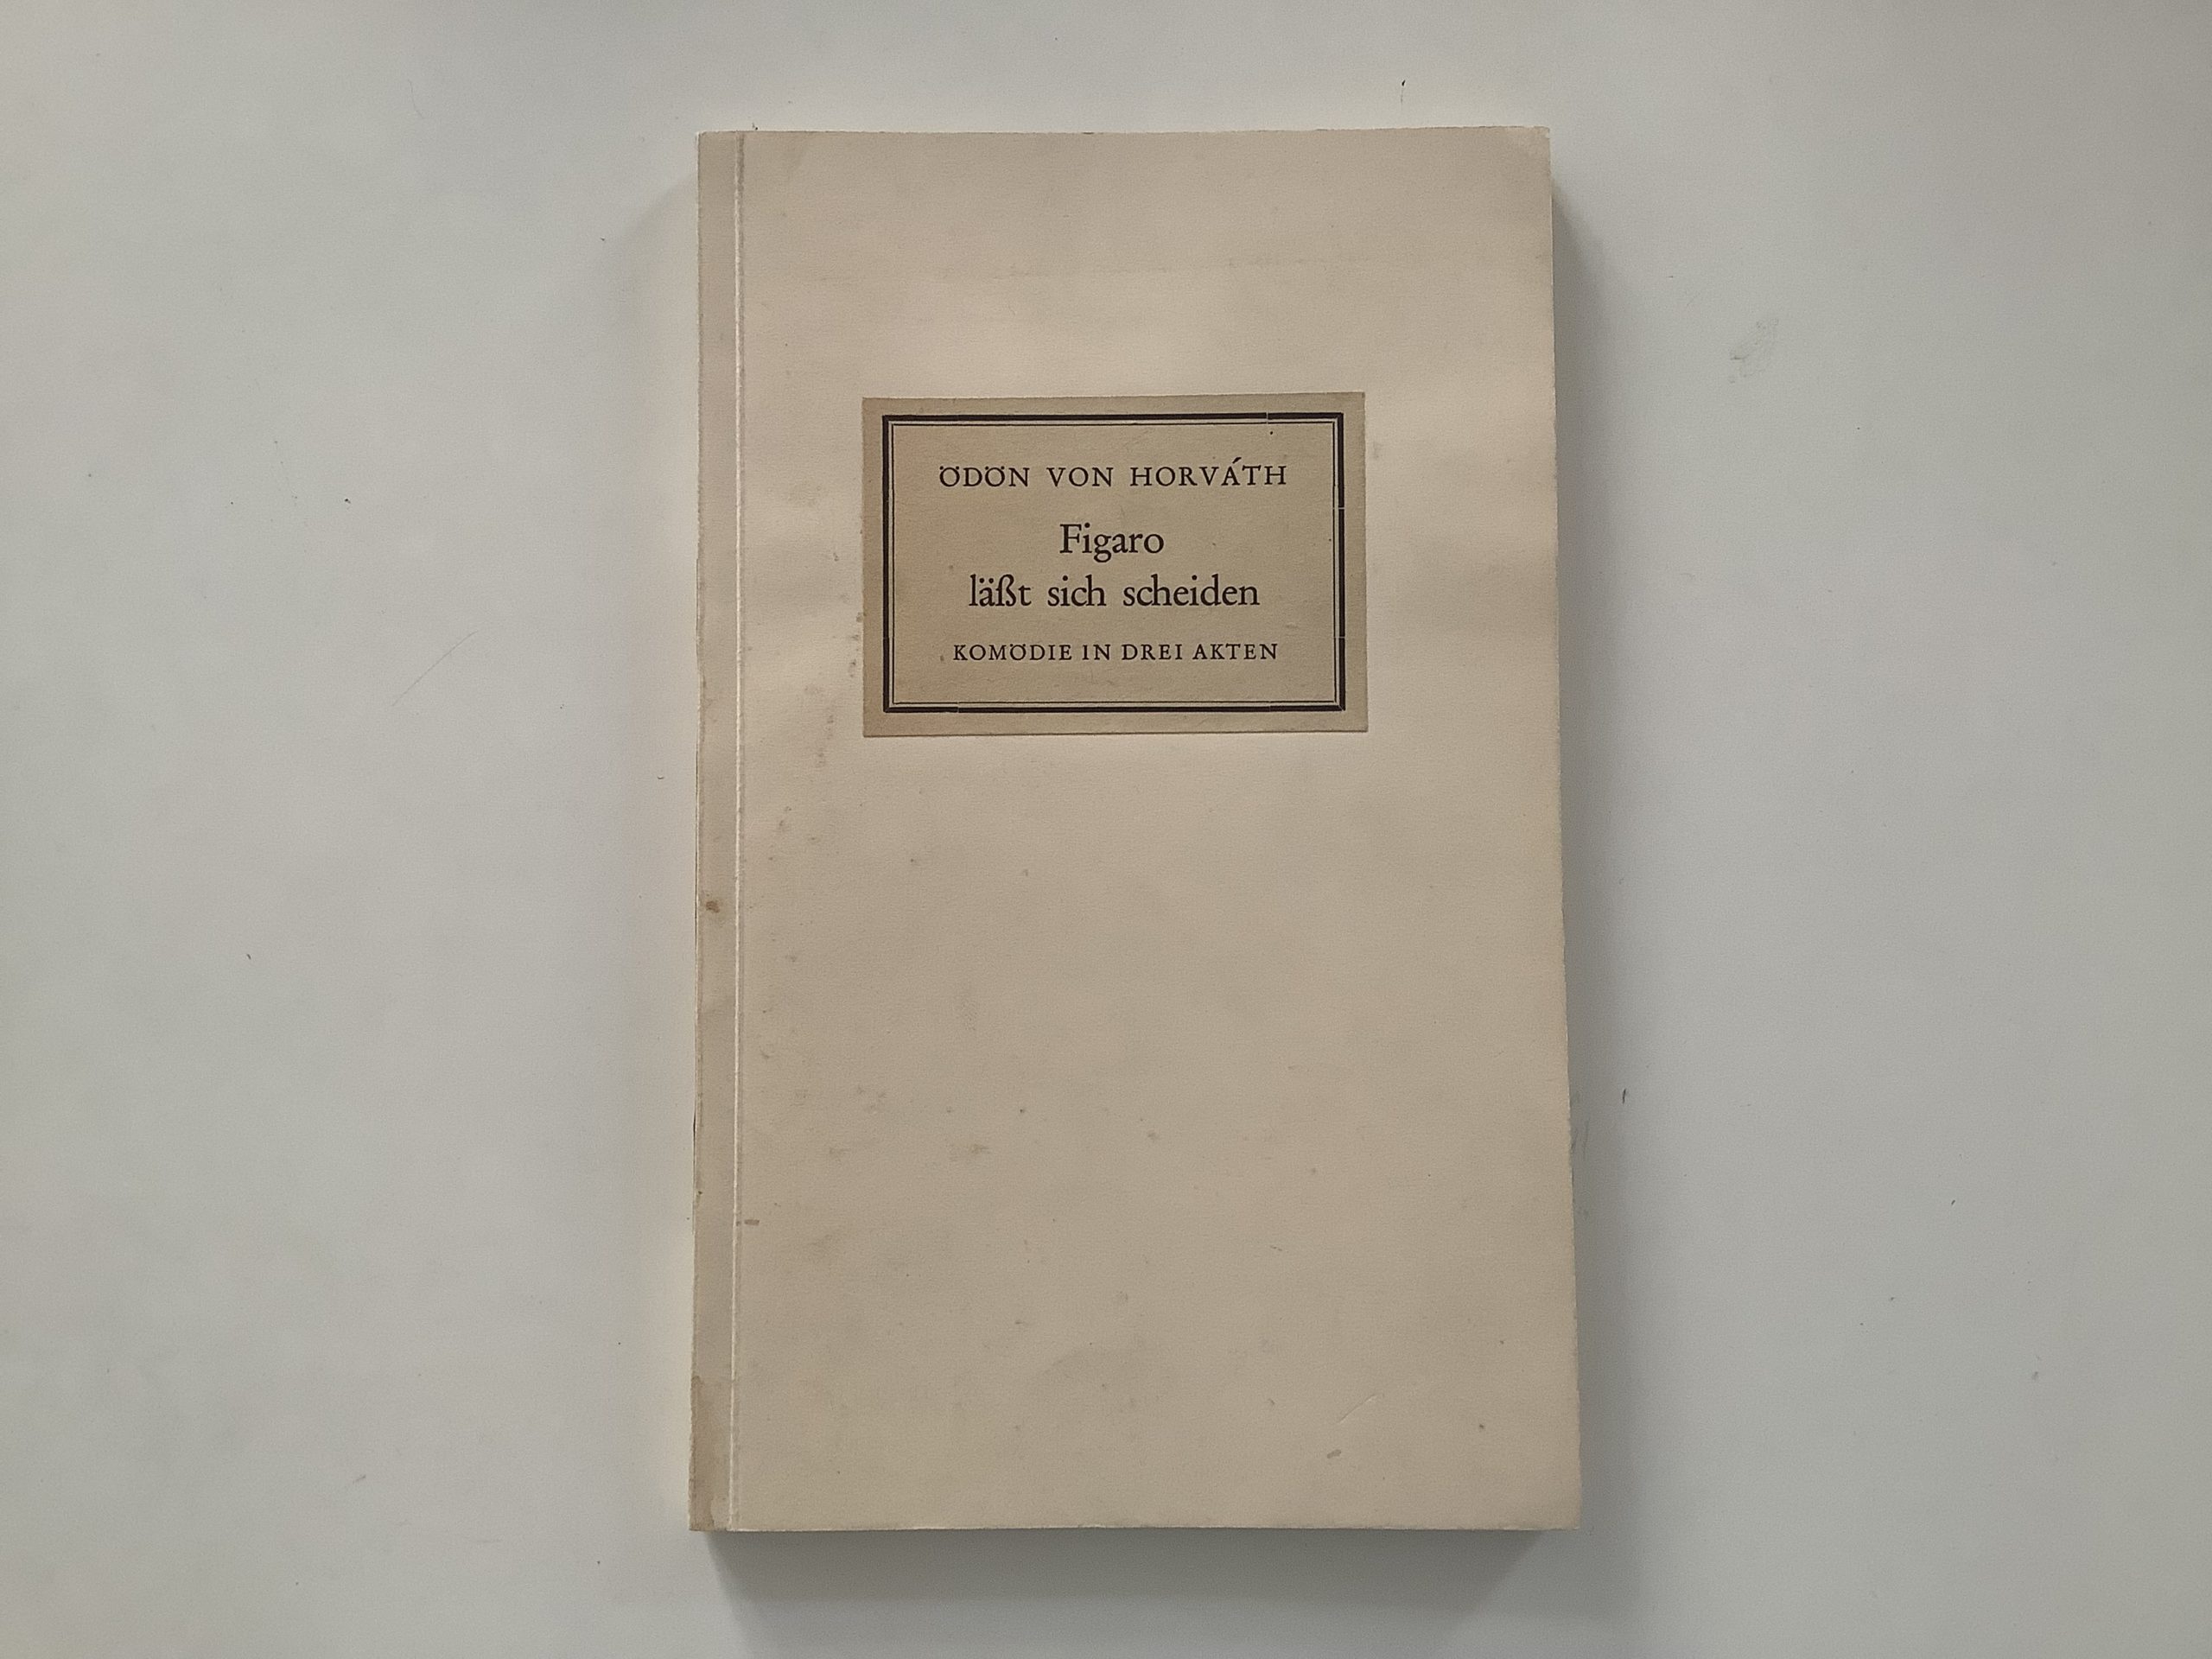 ÖDÖN VON HORVÁTH
Figaro
läßt sich scheiden
KOMÖDIE IN DREI AKTEN